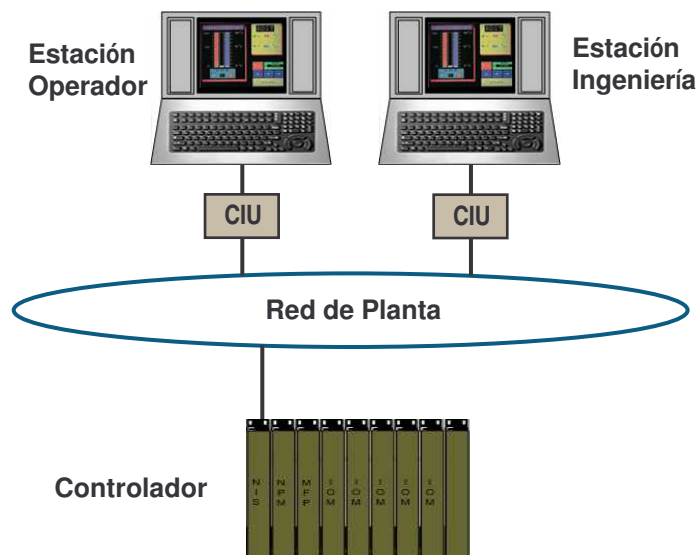 Estación
Operador
Estación
Ingeniería
CIU
CIU
Red de Planta
Controlador
NIS
NPM
MFP
IOM
IOM
IOM
IOM
IOM